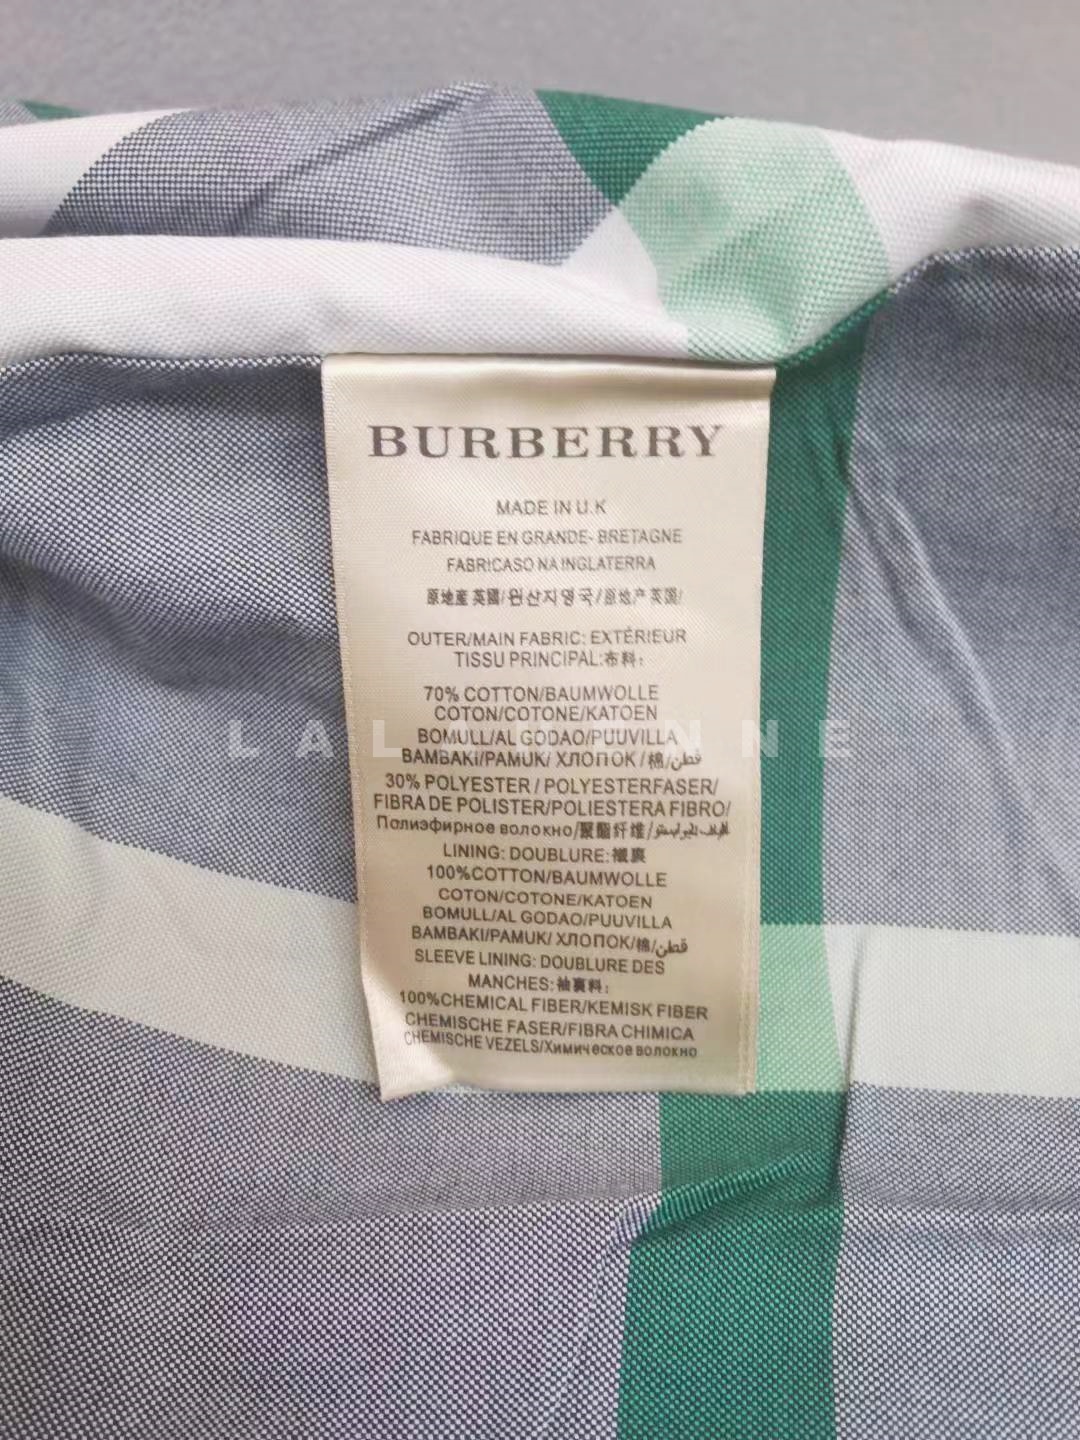 BURBERRY
MADE IN U.K
FABRIQUE EN GRANDE- BRETAGNE
FABRICASO NA INGLATERRA
原地產英國/원산지영국/原地产英国/
OUTER/MAIN FABRIC: EXTÉRIEUR
TISSU PRINCIPAL:布料:
70% COTTON/BAUMWOLLE
COTON/COTONE/KATOEN
BOMULL/AL GODAO/PUUVILLA
BAMBAKI/PAMUK/ ХЛОПОК/棉/قطن
30% POLYESTER / POLYESTERFASER/
FIBRA DE POLISTER/POLIESTERA FIBRO/
Полиэфирное волокно/聚酯纤维/
LINING: DOUBLURE:襯裏
100%COTTON/BAUMWOLLE
COTON/COTONE/KATOEN
BOMULL/AL GODAO/PUUVILLA
BAMBAKI/PAMUK/ ХЛОПОК/棉/قطن
SLEEVE LINING: DOUBLURE DES
MANCHES:袖裏料:
100%CHEMICAL FIBER/KEMISK FIBER
CHEMISCHE FASER/FIBRA CHIMICA
CHEMISCHE VEZELS/Химическое волокно